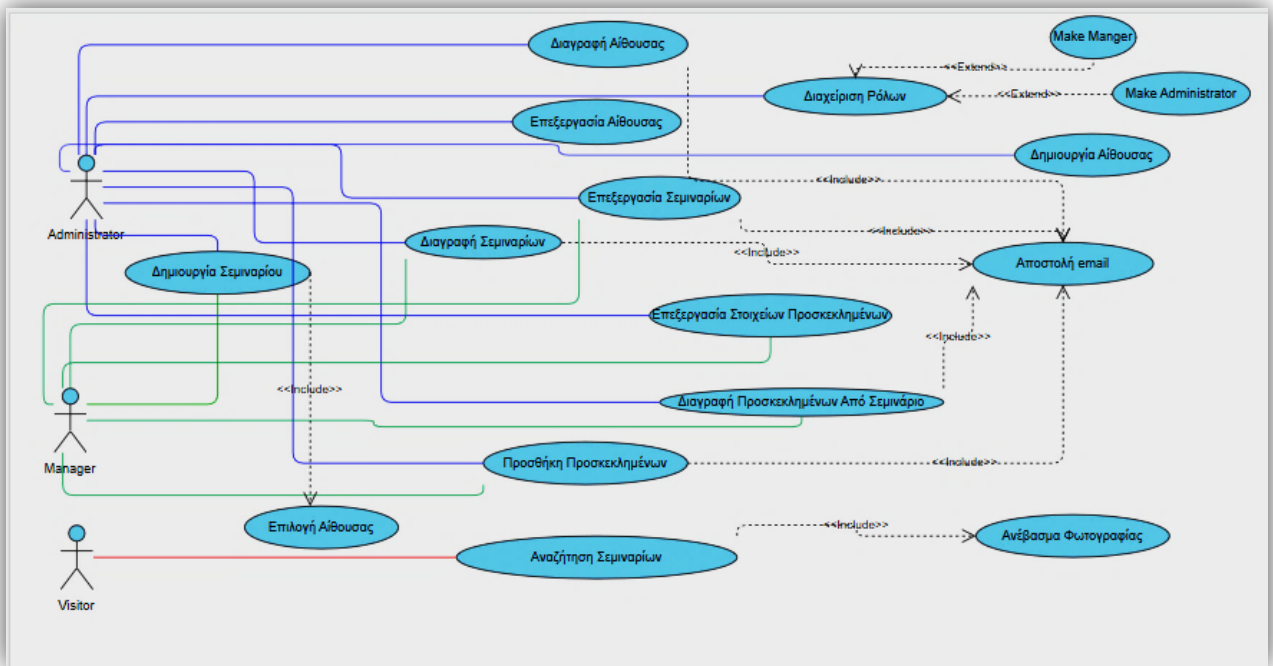 Διαγραφή Αίθουσας
Make Manger
<<Extend>>
Διαχείριση Ρόλων
<<Extend>>
Make Administrator
Επεξεργασία Αίθουσας
Δημιουργία Αίθουσας
<<Include>>
Επεξεργασία Σεμιναρίων
Administrator
<<Include>>
Διαγραφή Σεμιναρίων
<<Include>>
Αποστολή email
Δημιουργία Σεμιναρίου
Επεξεργασία Στοιχείων Προσκεκλημένων
<<Include>>
<<Include>>
Διαγραφή Προσκεκλημένων Από Σεμινάριο
Manager
Προσθήκη Προσκεκλημένων
<<Include>>
Επιλογή Αίθουσας
<<Include>>
Ανέβασμα Φωτογραφίας
Αναζήτηση Σεμιναρίων
Visitor